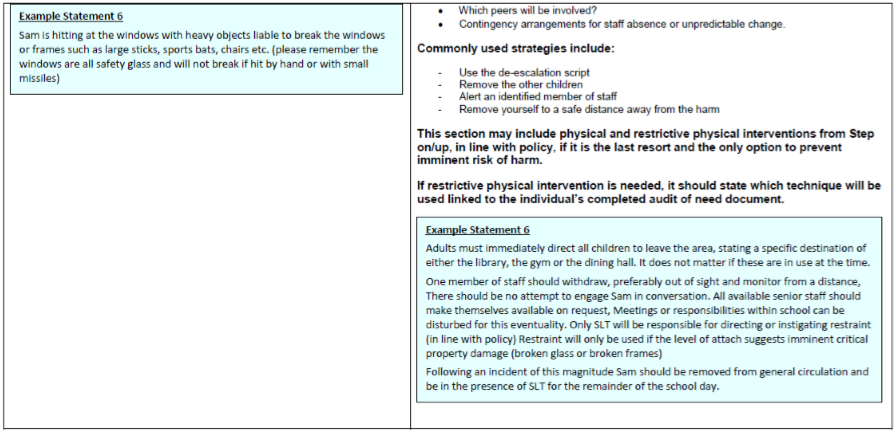 Example Statement 6
Sam is hitting at the windows with heavy objects liable to break the windows
or frames such as large sticks, sports bats, chairs etc. (please remember the
windows are all safety glass and will not break if hit by hand or with small
missiles)
• Which peers will be involved?
• Contingency arrangements for staff absence or unpredictable change.
Commonly used strategies include:
- Use the de-escalation script
- Remove the other children
- Alert an identified member of staff
- Remove yourself to a safe distance away from the harm
This section may include physical and restrictive physical interventions from Step
on/up, in line with policy, if it is the last resort and the only option to prevent
imminent risk of harm.
If restrictive physical intervention is needed, it should state which technique will be
used linked to the individual's completed audit of need document.
Example Statement 6
Adults must immediately direct all children to leave the area, stating a specific destination of
either the library, the gym or the dining hall. It does not matter if these are in use at the time.
One member of staff should withdraw, preferably out of sight and monitor from a distance,
There should be no attempt to engage Sam in conversation. All available senior staff should
make themselves available on request, Meetings or responsibilities within school can be
disturbed for this eventuality. Only SLT will be responsible for directing or instigating restraint
(in line with policy) Restraint will only be used if the level of attach suggests imminent critical
property damage (broken glass or broken frames)
Following an incident of this magnitude Sam should be removed from general circulation and
be in the presence of SLT for the remainder of the school day.